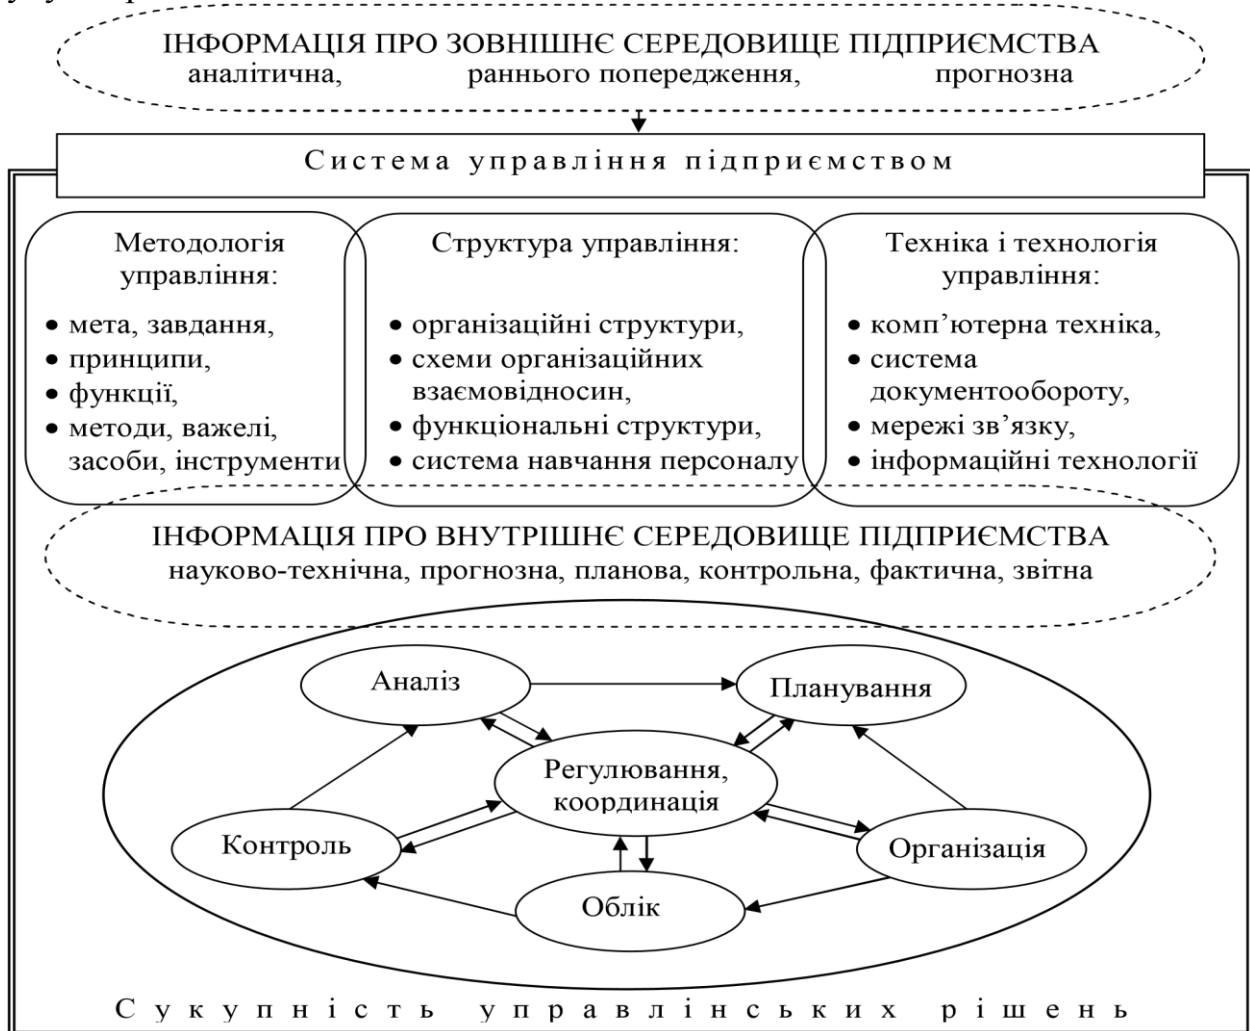 ІНФОРМАЦІЯ ПРО ЗОВНІШНЄ СЕРЕДОВИЩЕ ПІДПРИЄМСТВА
аналітична, раннього попередження, прогнозна
Система управління підприємством
Методологія
управління:
• мета, завдання,
• принципи,
• функції,
• методи, важелі,
засоби, інструменти
Структура управління:
• організаційні структури,
• схеми організаційних
взаємовідносин,
• функціональні структури,
• система навчання персоналу
Техніка і технологія
управління:
• комп’ютерна техніка,
• система
документообороту,
• мережі зв’язку,
• інформаційні технології
ІНФОРМАЦІЯ ПРО ВНУТРІШНЄ СЕРЕДОВИЩЕ ПІДПРИЄМСТВА
науково-технічна, прогнозна, планова, контрольна, фактична, звітна
Аналіз
Планування
Регулювання,
координація
Контроль
Організація
Облік
Сукупність управлінських рішень